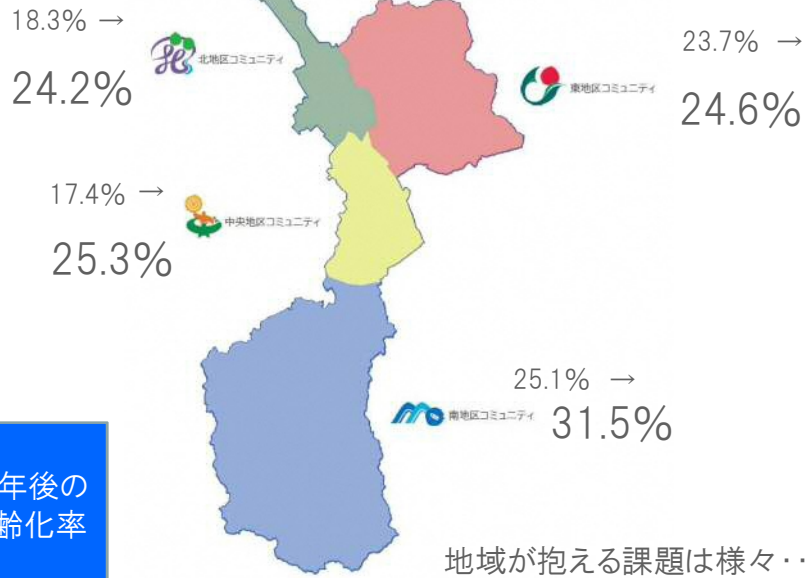 18.3% →
北地区コミュニティ
24.2%
23.7% →
東地区コミュニティ
24.6%
17.4% →
中央地区コミュニティ
25.3%
25.1% →
南地区コミュニティ
31.5%
年後の
齢化率
地域が抱える課題は様々‥